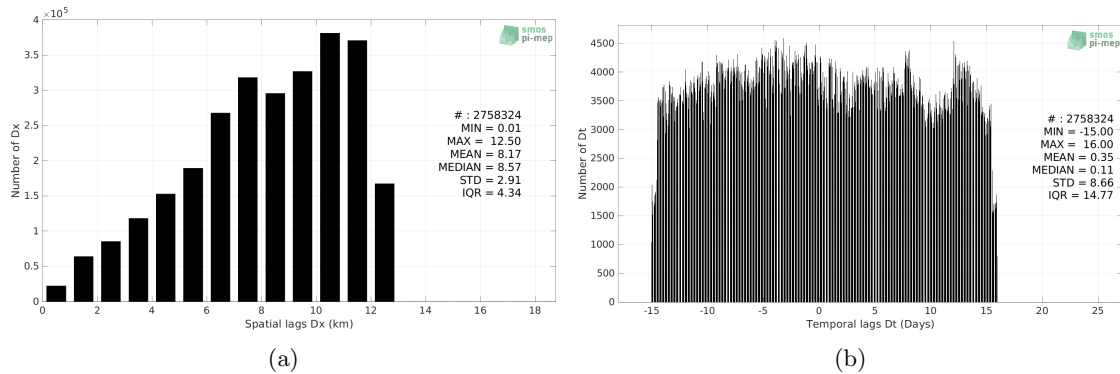 ×10⁵
4
3.5
3
2.5
2
1.5
1
0.5
0
0 2 4 6 8 10 12 14 16 18
Number of Dx
Spatial lags Dx (km)
smos
pi-mep
# : 2758324
MIN = 0.01
MAX = 12.50
MEAN = 8.17
MEDIAN = 8.57
STD = 2.91
IQR = 4.34
(a)
4500
4000
3500
3000
2500
2000
1500
1000
500
0
-15 -10 -5 0 5 10 15 20 25
Number of Dt
Temporal lags Dt (Days)
smos
pi-mep
# : 2758324
MIN = -15.00
MAX = 16.00
MEAN = 0.35
MEDIAN = 0.11
STD = 8.66
IQR = 14.77
(b)